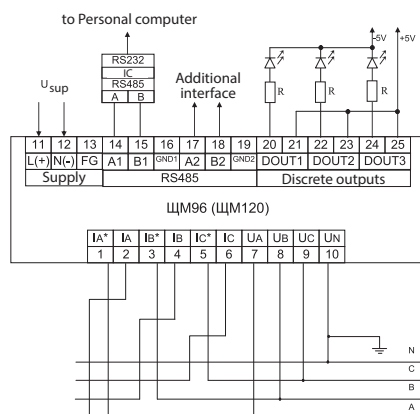 to Personal computer
RS232
IC
RS485
A B
U sup
Additional interface
-5V +5V
R R R
11 12 13 14 15 16 17 18 19 20 21 22 23 24 25
L(+) N(-) FG A1 B1 GND1 A2 B2 GND2 DOUT1 DOUT2 DOUT3
Supply RS485 Discrete outputs
ЩМ96 (ЩМ120)
IA* IA IB* IB IC* IC UA UB UC UN
1 2 3 4 5 6 7 8 9 10
N
C
B
A